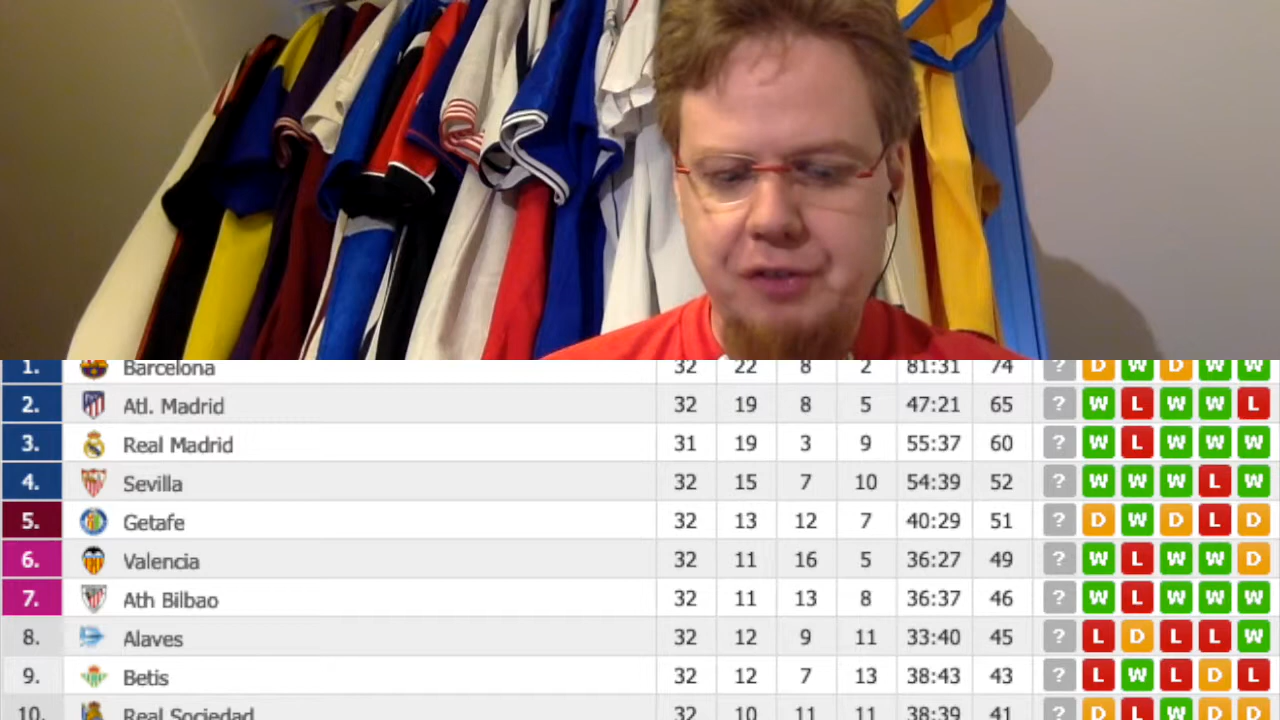 1. Barcelona 32 22 8 2 81:31 74 ? D W D W W
2. Atl. Madrid 32 19 8 5 47:21 65 ? W L W W L
3. Real Madrid 31 19 3 9 55:37 60 ? W L W W W
4. Sevilla 32 15 7 10 54:39 52 ? W W W L W
5. Getafe 32 13 12 7 40:29 51 ? D W D L D
6. Valencia 32 11 16 5 36:27 49 ? W L W W D
7. Ath Bilbao 32 11 13 8 36:37 46 ? W L W W W
8. Alaves 32 12 9 11 33:40 45 ? L D L L W
9. Betis 32 12 7 13 38:43 43 ? L W L D L
10. Real Sociedad 32 10 11 11 38:39 41 ? D L W D D